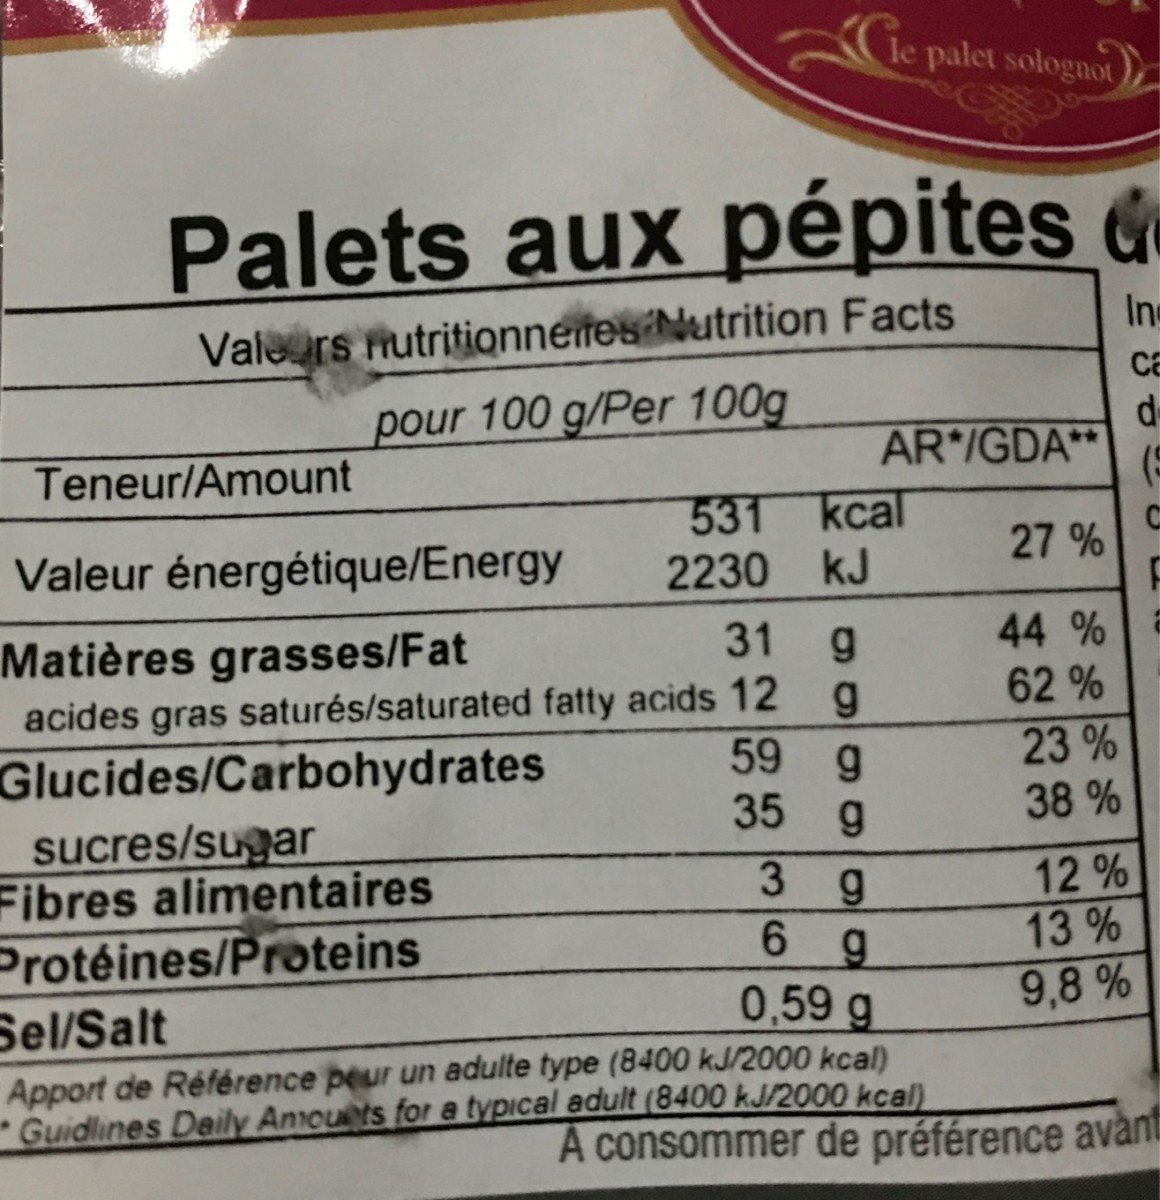 le palet solognot
Palets aux pépites
Valeurs nutritionnelles/Nutrition Facts
pour 100 g/Per 100g
Teneur/Amount AR*/GDA**
Valeur énergétique/Energy 531 kcal 2230 kJ 27 %
Matières grasses/Fat 31 g 44 %
acides gras saturés/saturated fatty acids 12 g 62 %
Glucides/Carbohydrates 59 g 23 %
sucres/sugar 35 g 38 %
Fibres alimentaires 3 g 12 %
Protéines/Proteins 6 g 13 %
Sel/Salt 0,59 g 9,8 %
Apport de Référence pour un adulte type (8400 kJ/2000 kcal)
* Guidlines Daily Amounts for a typical adult (8400 kJ/2000 kcal)
A consommer de préférence avant